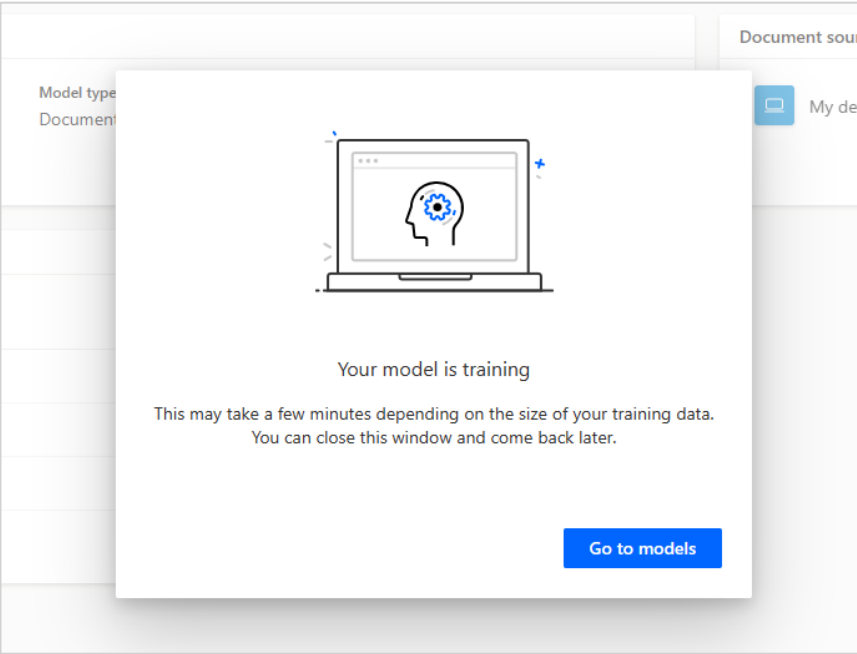 Document sour
Model type
Document
My de
Your model is training
This may take a few minutes depending on the size of your training data.
You can close this window and come back later.
Go to models